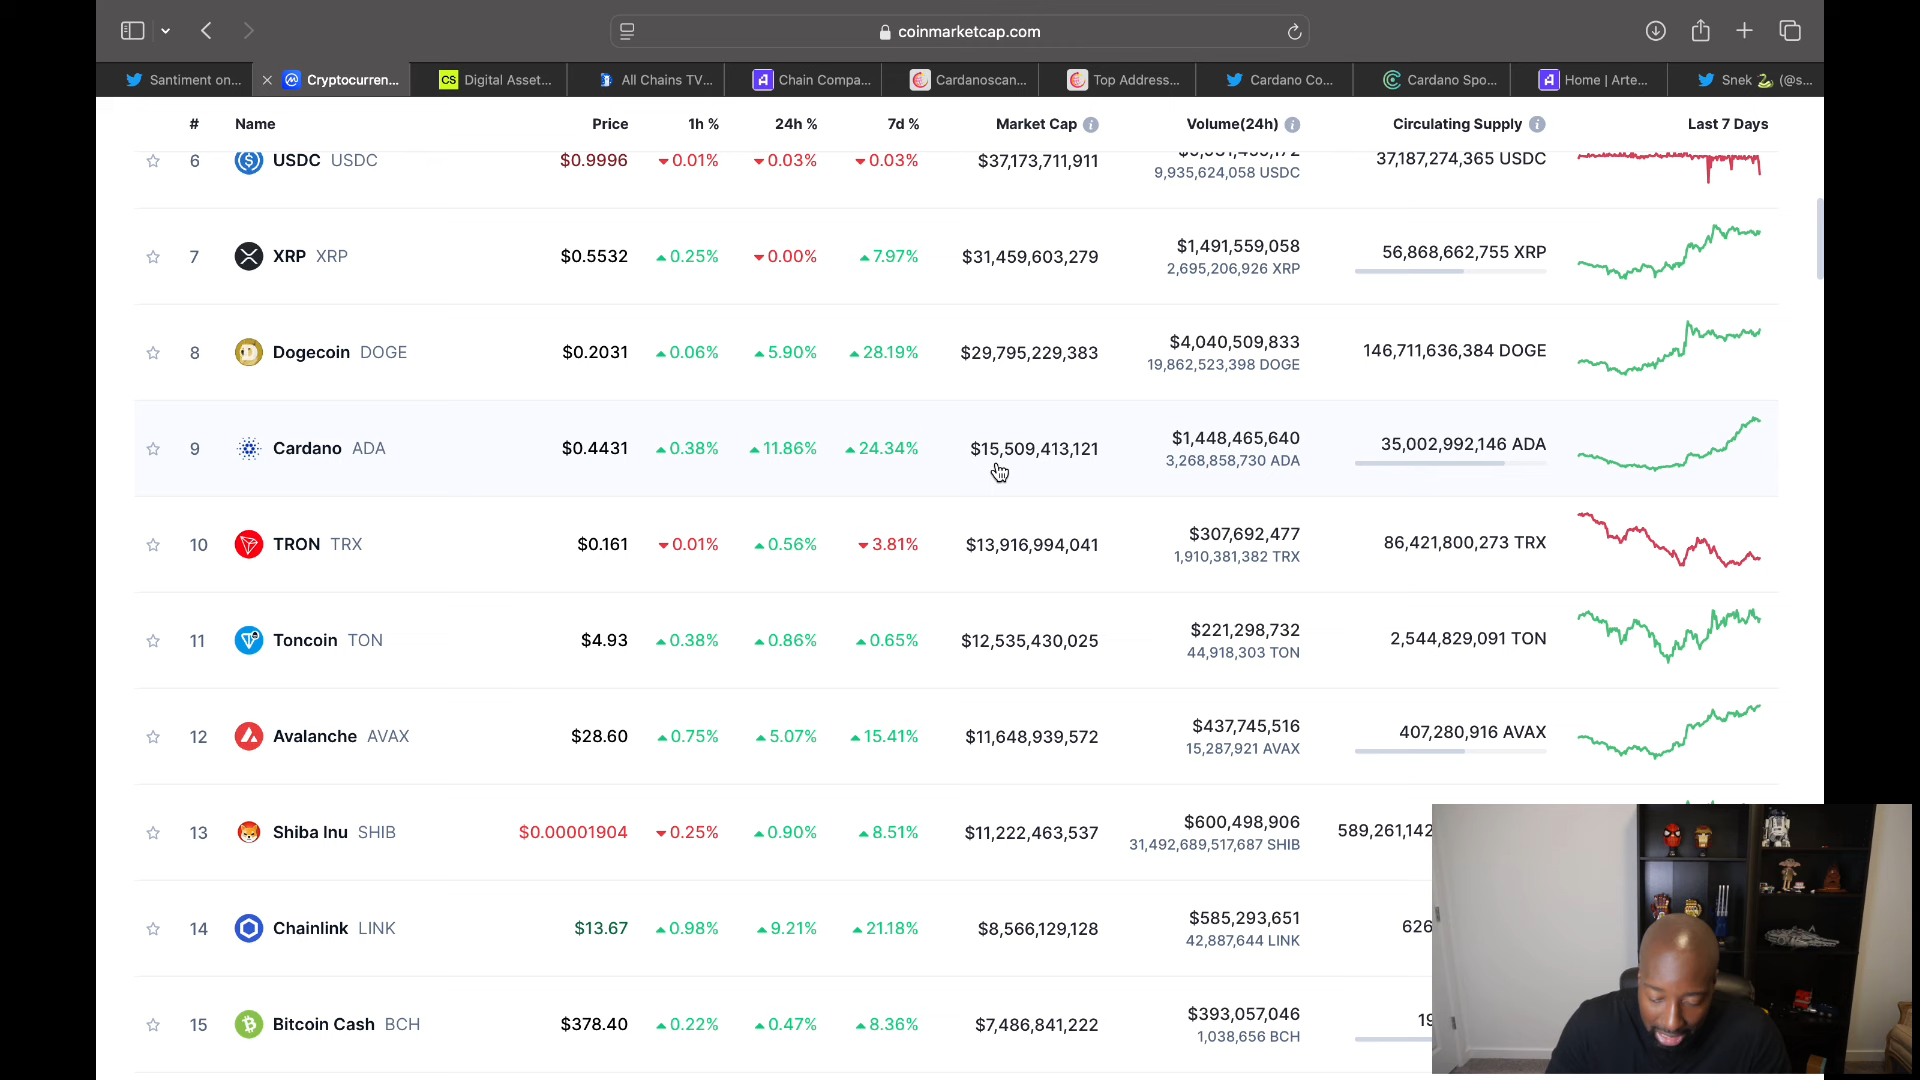 coinmarketcap.com
Santiment on...
Cryptocurren...
CS Digital Asset...
All Chains TV...
Chain Compa...
Cardanoscan...
Top Address...
Cardano Co...
Cardano Spo...
Home | Arte...
Snek 🐍 (@s...
# Name Price 1h % 24h % 7d % Market Cap Volume(24h) Circulating Supply Last 7 Days
6 USDC USDC $0.9996 0.01% 0.03% 0.03% $37,173,711,911 37,187,274,365 USDC
9,935,624,058 USDC
7 XRP XRP $0.5532 0.25% 0.00% 7.97% $31,459,603,279 $1,491,559,058 56,868,662,755 XRP
2,695,206,926 XRP
8 Dogecoin DOGE $0.2031 0.06% 5.90% 28.19% $29,795,229,383 $4,040,509,833 146,711,636,384 DOGE
19,862,523,398 DOGE
9 Cardano ADA $0.4431 0.38% 11.86% 24.34% $15,509,413,121 $1,448,465,640 35,002,992,146 ADA
3,268,858,730 ADA
10 TRON TRX $0.161 0.01% 0.56% 3.81% $13,916,994,041 $307,692,477 86,421,800,273 TRX
1,910,381,382 TRX
11 Toncoin TON $4.93 0.38% 0.86% 0.65% $12,535,430,025 $221,298,732 2,544,829,091 TON
44,918,303 TON
12 Avalanche AVAX $28.60 0.75% 5.07% 15.41% $11,648,939,572 $437,745,516 407,280,916 AVAX
15,287,921 AVAX
13 Shiba Inu SHIB $0.00001904 0.25% 0.90% 8.51% $11,222,463,537 $600,498,906 589,261,142
31,492,689,517,687 SHIB
14 Chainlink LINK $13.67 0.98% 9.21% 21.18% $8,566,129,128 $585,293,651 626
42,887,644 LINK
15 Bitcoin Cash BCH $378.40 0.22% 0.47% 8.36% $7,486,841,222 $393,057,046 19
1,038,656 BCH